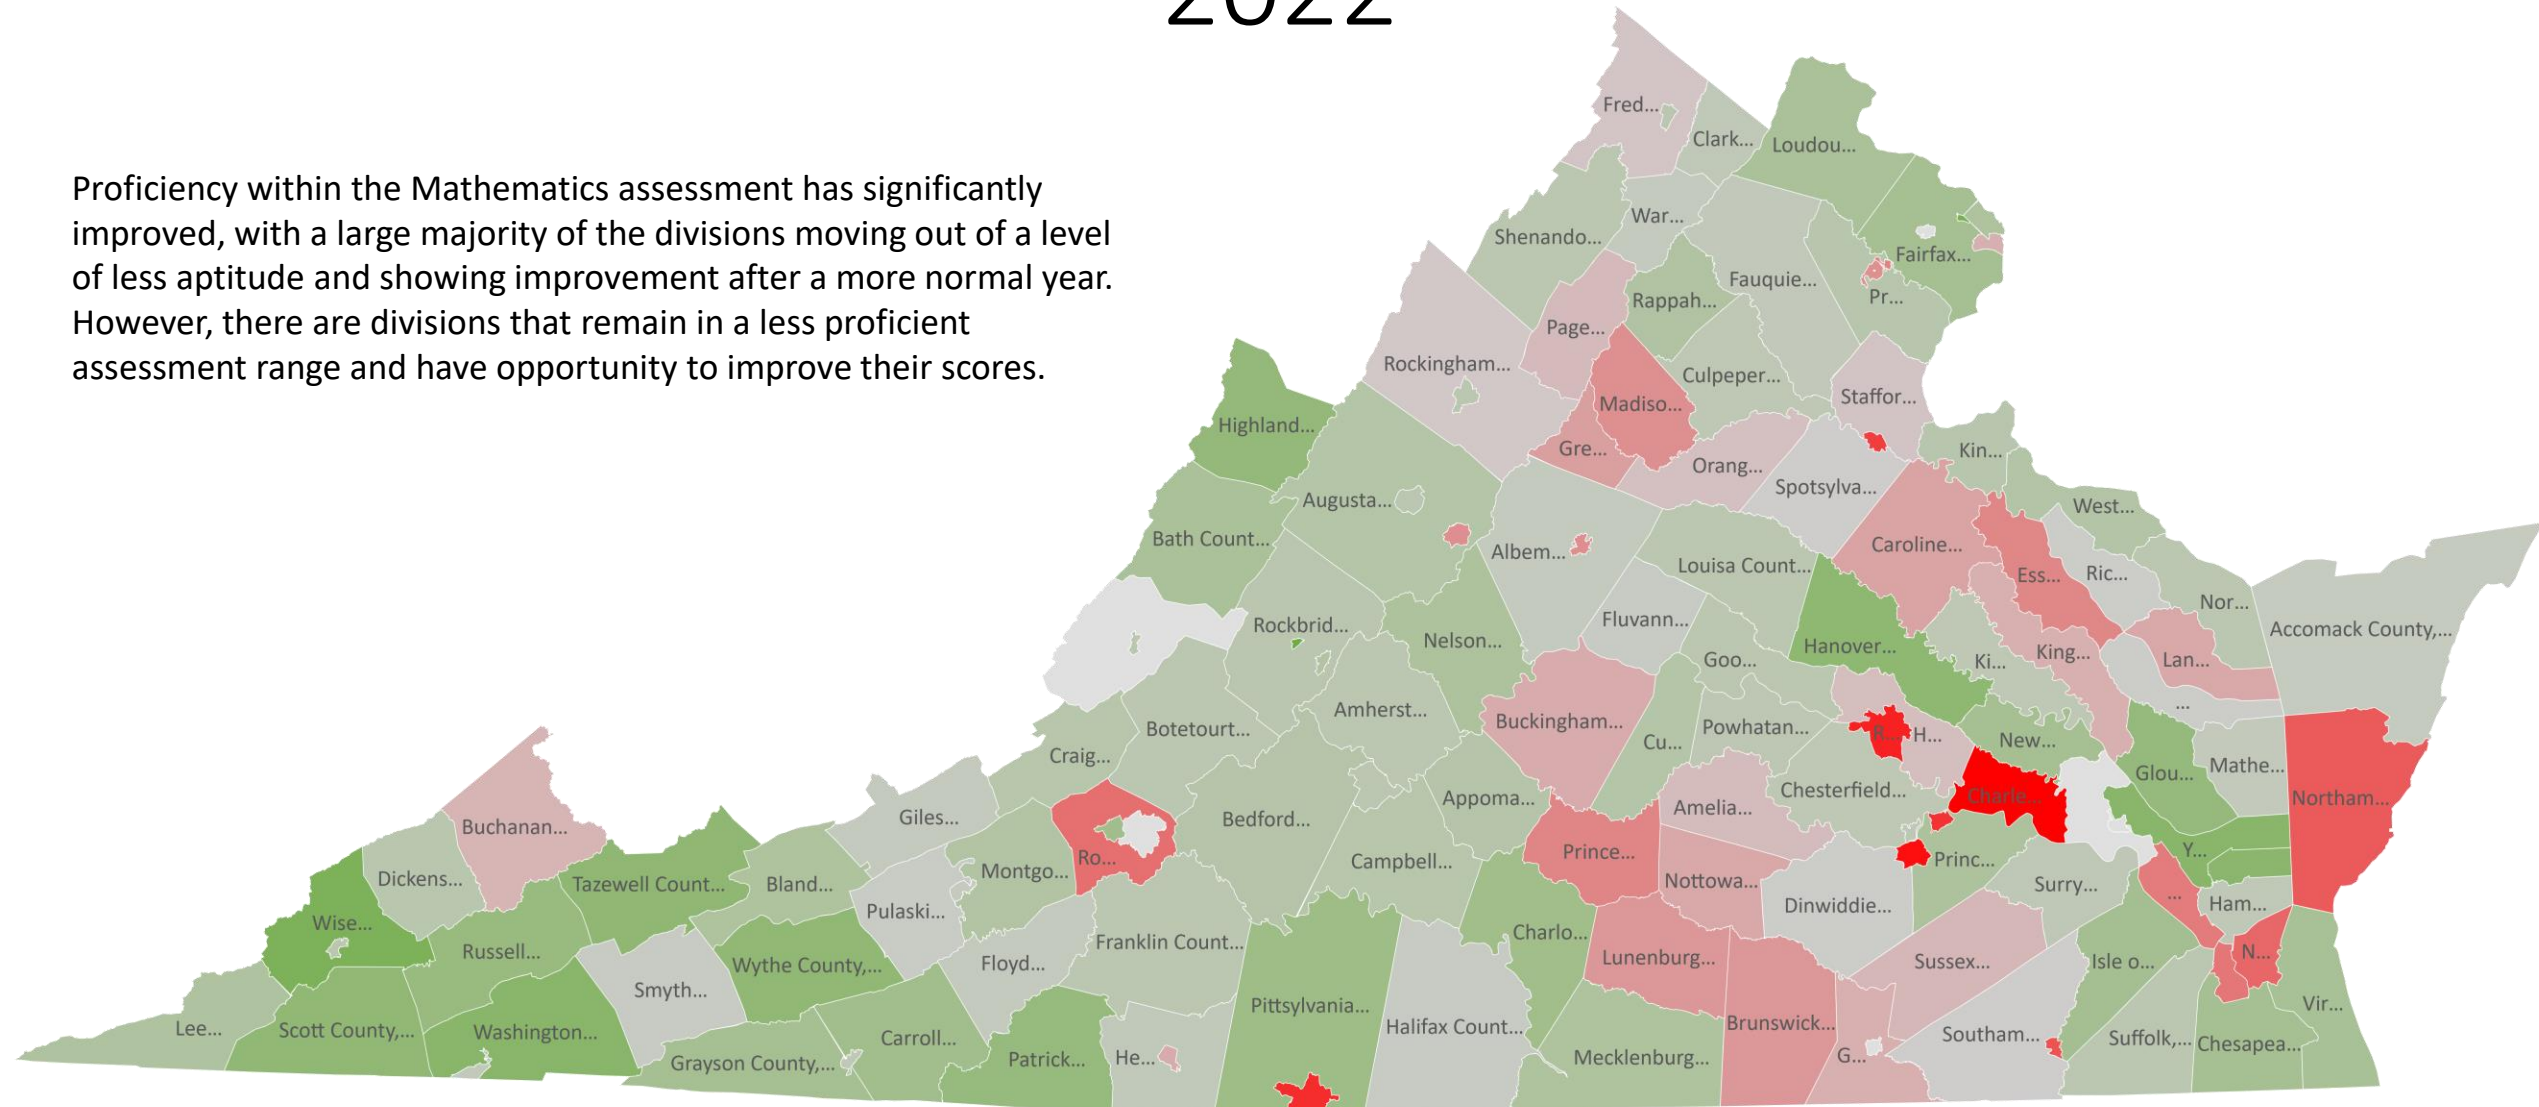 2022
Proficiency within the Mathematics assessment has significantly
improved, with a large majority of the divisions moving out of a level
of less aptitude and showing improvement after a more normal year.
However, there are divisions that remain in a less proficient
assessment range and have opportunity to improve their scores.
Fred...
Clark...
Loudou...
War...
Shenando...
Fairfax...
Fauquie...
Pr...
Rappah...
Page...
Rockingham...
Culpeper...
Staffor...
Madiso...
Highland...
Gre...
Orang...
Kin...
Spotsylva...
Augusta...
West...
Bath Count...
Albem...
Caroline...
Louisa Count...
Ess...
Ric...
Nor...
Rockbrid...
Fluvann...
Accomack County,...
Nelson...
Hanover...
Goo...
Ki...
King...
Lan...
Amherst...
...
Buckingham...
Botetourt...
Powhatan...
R...
H...
New...
Cu...
Craig...
Mathe...
Glou...
Chesterfield...
Charle...
Northam...
Appoma...
Amelia...
Giles...
Bedford...
Buchanan...
Prince...
Y...
Ro...
Campbell...
Princ...
Montgo...
Dickens...
Tazewell Count...
Bland...
Nottowa...
Surry...
...
Ham...
Dinwiddie...
Pulaski...
Wise...
Charlo...
Franklin Count...
Russell...
N...
Lunenburg...
Sussex...
Isle o...
Wythe County,...
Floyd...
Smyth...
Pittsylvania...
Vir...
Halifax Count...
Brunswick...
Lee...
Scott County,...
Washington...
Carroll...
Southam...
Suffolk,...
Chesapea...
Grayson County,...
Patrick...
He...
Mecklenburg...
G...